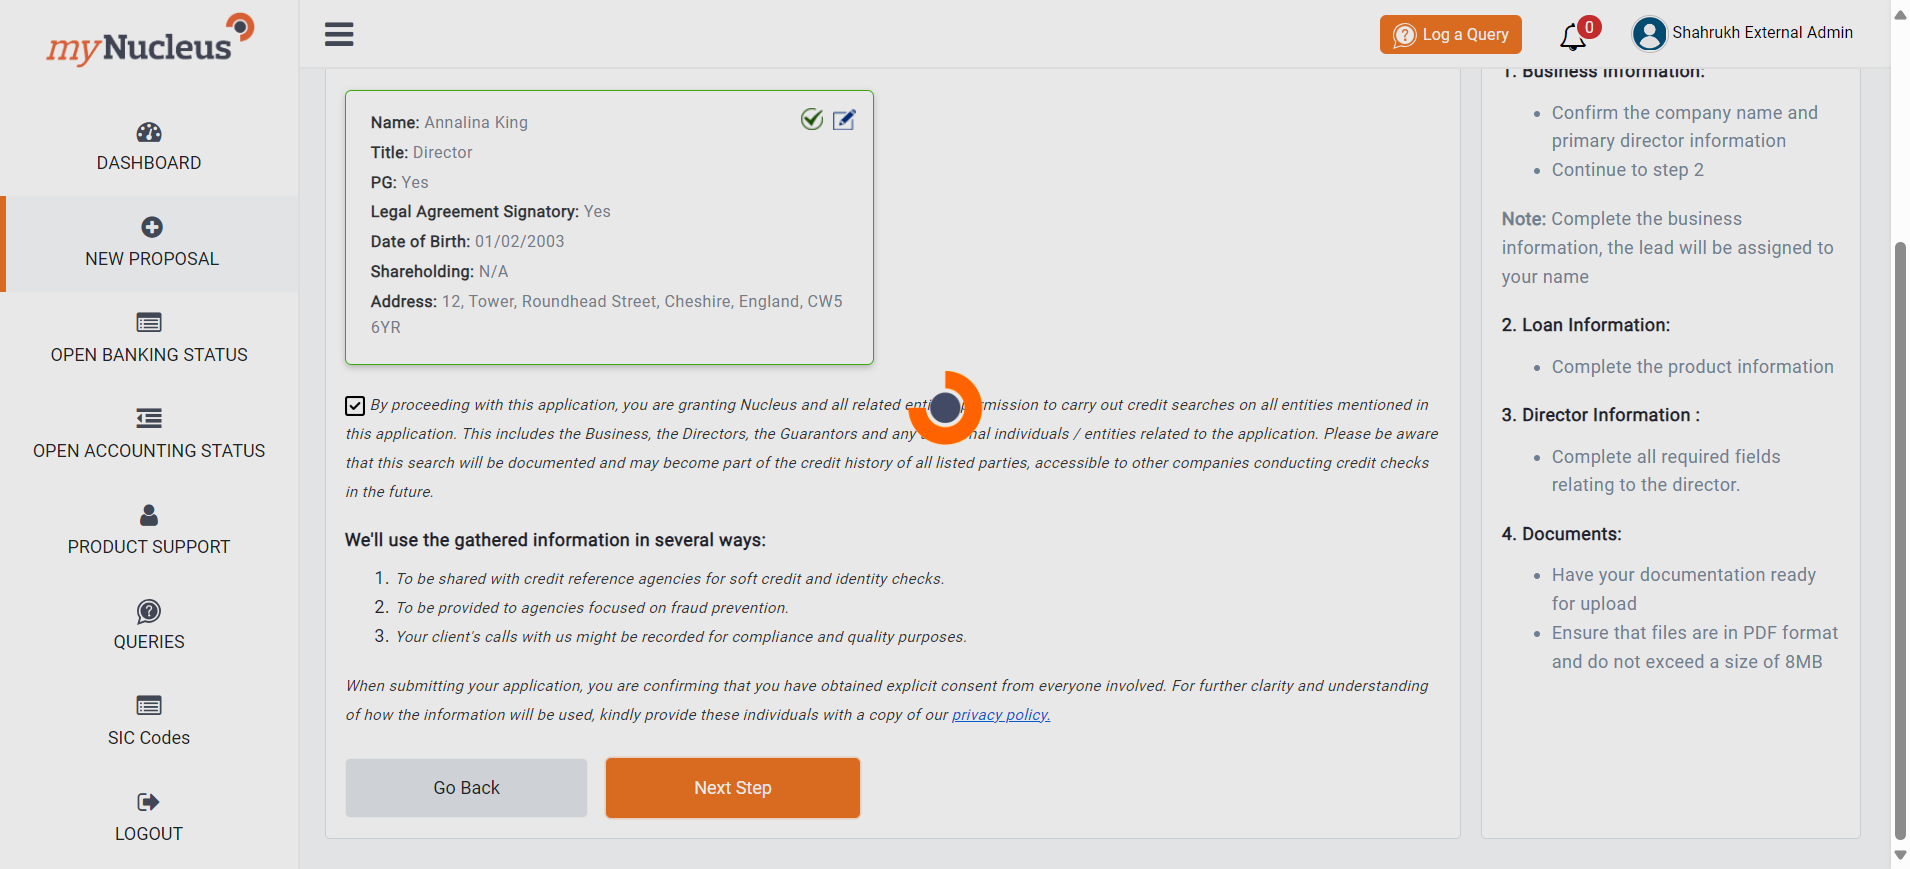 myNucleus
DASHBOARD
NEW PROPOSAL
OPEN BANKING STATUS
OPEN ACCOUNTING STATUS
PRODUCT SUPPORT
QUERIES
SIC Codes
LOGOUT
Log a Query
0
Shahrukh External Admin
Name: Annalina King
Title: Director
PG: Yes
Legal Agreement Signatory: Yes
Date of Birth: 01/02/2003
Shareholding: N/A
Address: 12, Tower, Roundhead Street, Cheshire, England, CW5
6YR
By proceeding with this application, you are granting Nucleus and all related to carry out credit searches on all entities mentioned in
this application. This includes the Business, the Directors, the Guarantors and any individuals / entities related to the application. Please be aware
that this search will be documented and may become part of the credit history of all listed parties, accessible to other companies conducting credit checks
in the future.
We'll use the gathered information in several ways:
1. To be shared with credit reference agencies for soft credit and identity checks.
2. To be provided to agencies focused on fraud prevention.
3. Your client's calls with us might be recorded for compliance and quality purposes.
When submitting your application, you are confirming that you have obtained explicit consent from everyone involved. For further clarity and understanding
of how the information will be used, kindly provide these individuals with a copy of our privacy policy.
Go Back
Next Step
1. Business Information:
• Confirm the company name and
primary director information
• Continue to step 2
Note: Complete the business
information, the lead will be assigned to
your name
2. Loan Information:
• Complete the product information
3. Director Information :
• Complete all required fields
relating to the director.
4. Documents:
• Have your documentation ready
for upload
• Ensure that files are in PDF format
and do not exceed a size of 8MB